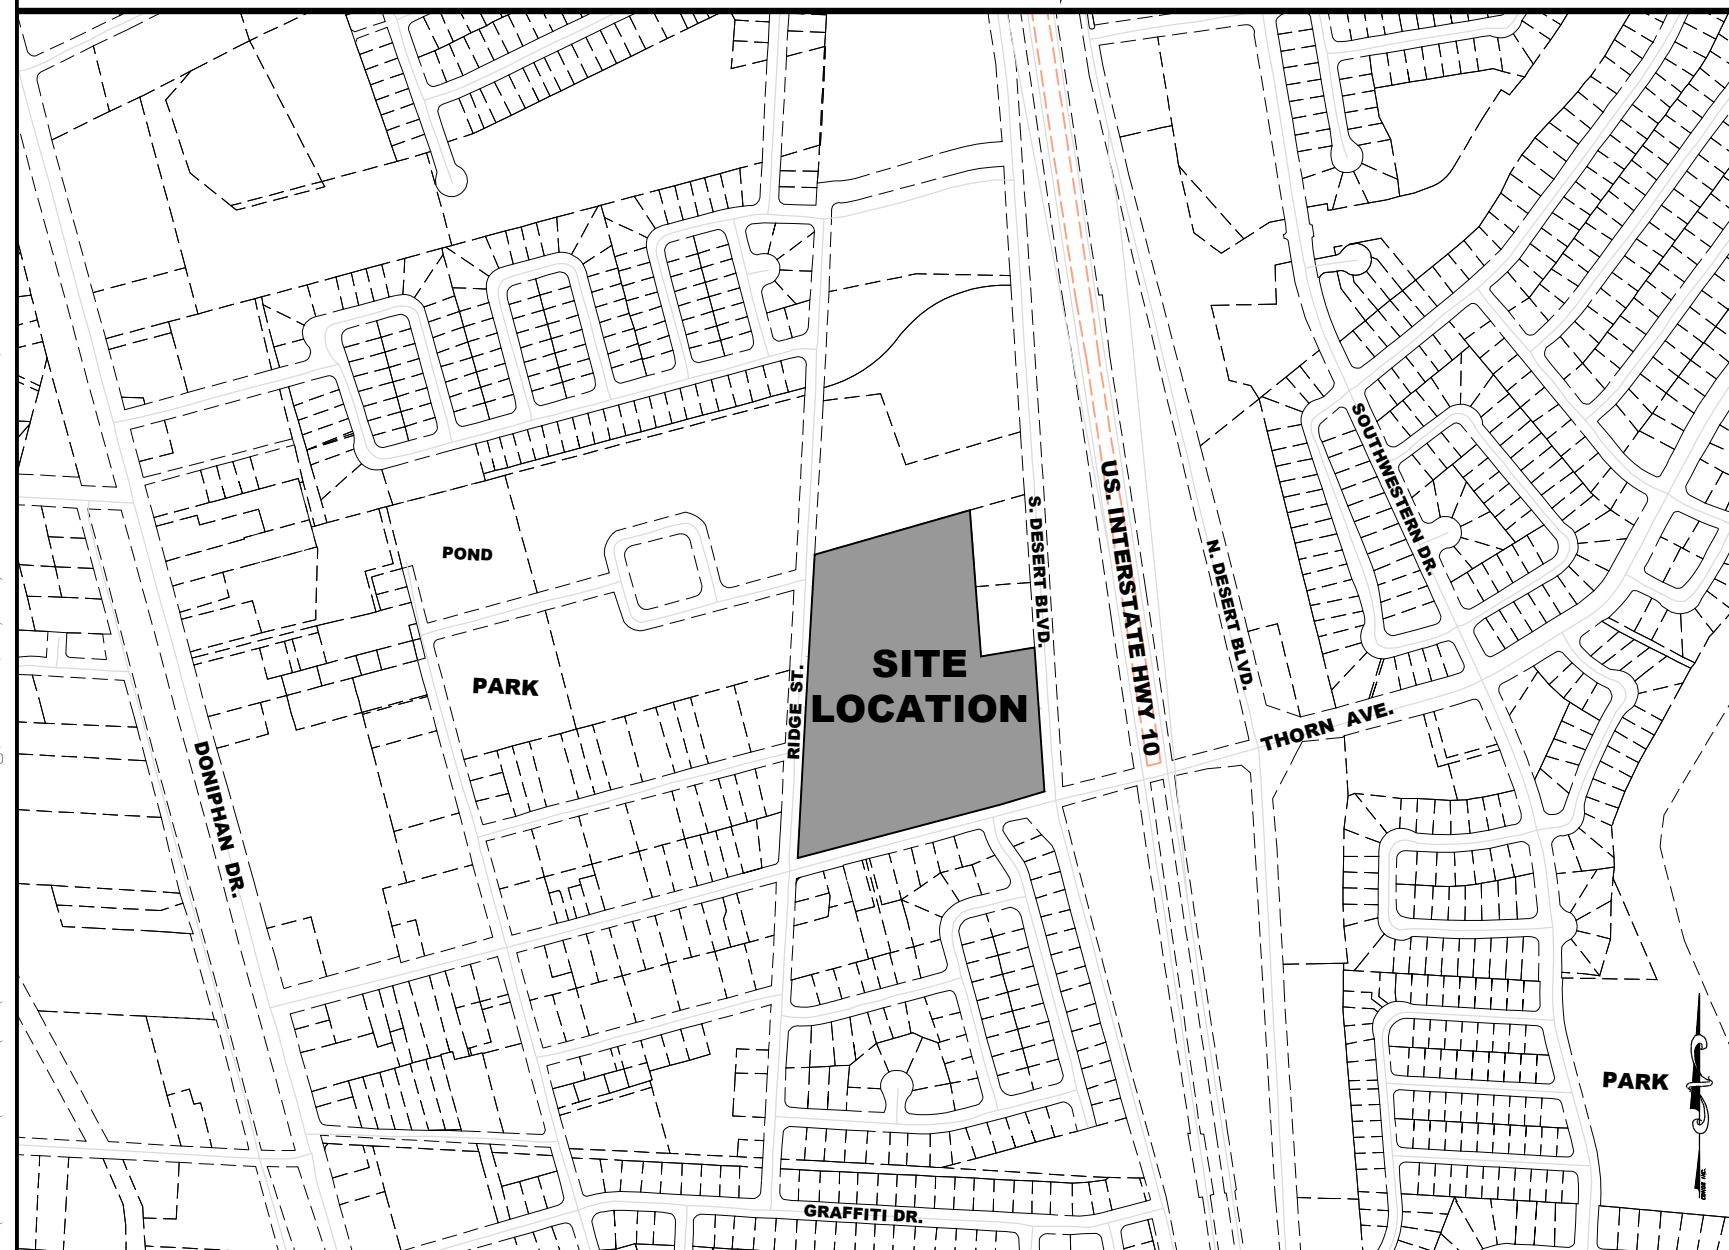 SOUTHWESTERN DR.
US. INTERSTATE HWY 10
S. DESERT BLVD.
N. DESERT BLVD.
POND
SITE
LOCATION
RIDGE ST.
PARK
THORN AVE.
DONIPHAN DR.
PARK
GRAFFITI DR.